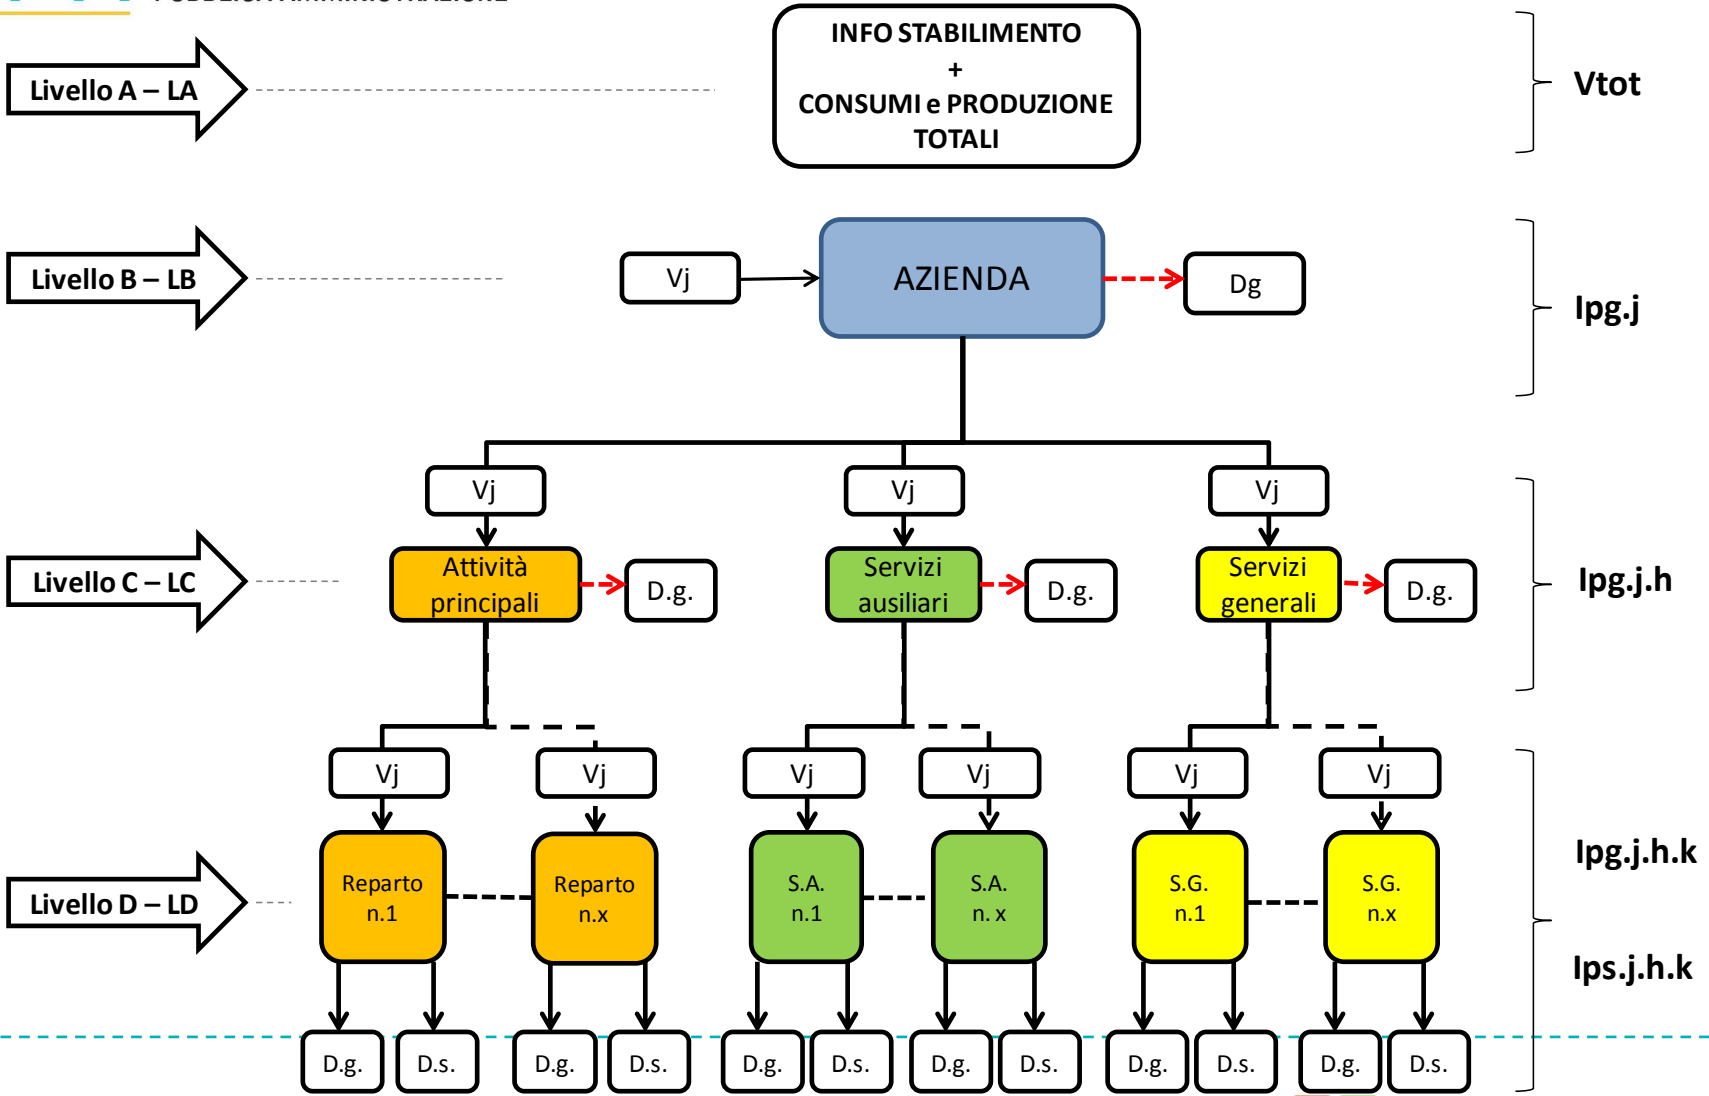 PUBBLICA AMMINISTRAZIONE
INFO STABILIMENTO
+
CONSUMI e PRODUZIONE
TOTALI
Livello A – LA
Vtot
Livello B – LB
Vj
AZIENDA
Dg
Ipg.j
Vj
Vj
Vj
Livello C – LC
Attività
principali
D.g.
Servizi
ausiliari
D.g.
Servizi
generali
D.g.
Ipg.j.h
Vj
Vj
Vj
Vj
Vj
Vj
Livello D – LD
Reparto
n.1
Reparto
n.x
S.A.
n.1
S.A.
n. x
S.G.
n.1
S.G.
n.x
Ipg.j.h.k
Ips.j.h.k
D.g.
D.s.
D.g.
D.s.
D.g.
D.s.
D.g.
D.s.
D.g.
D.s.
D.g.
D.s.